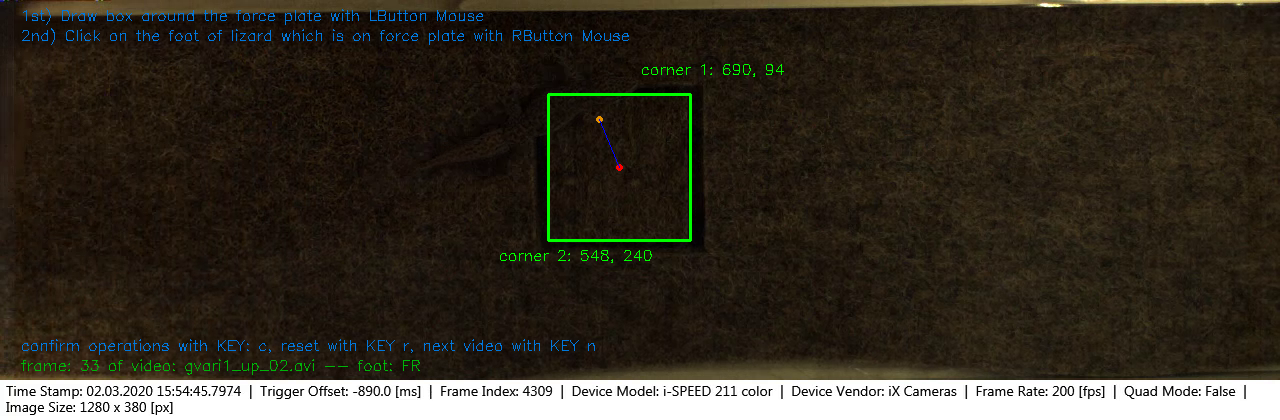 1st) Draw box around the force plate with LButton Mouse
2nd) Click on the foot of lizard which is on force plate with RButton Mouse
corner 1: 690, 94
corner 2: 548, 240
confirm operations with KEY: c, reset with KEY r, next video with KEY n
frame: 33 of video: gvari1_up_02.avi -- foot: FR
Time Stamp: 02.03.2020 15:54:45.7974 | Trigger Offset: -890.0 [ms] | Frame Index: 4309 | Device Model: i-SPEED 211 color | Device Vendor: iX Cameras | Frame Rate: 200 [fps] | Quad Mode: False |
Image Size: 1280 x 380 [px]